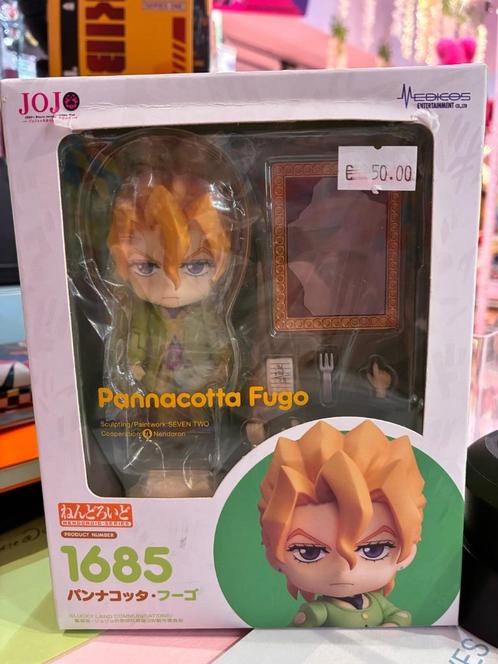 JOJO
MEDICOS
ENTERTAINMENT CO.,LTD
€ 50.00
Pannacotta Fugo
Sculpting/Paintwork:SEVEN TWO
Cooperation: Nendoron
ねんどろいど
NENDOROID-SERIES
PRODUCT NUMBER
1685
パンナコッタ・フーゴ